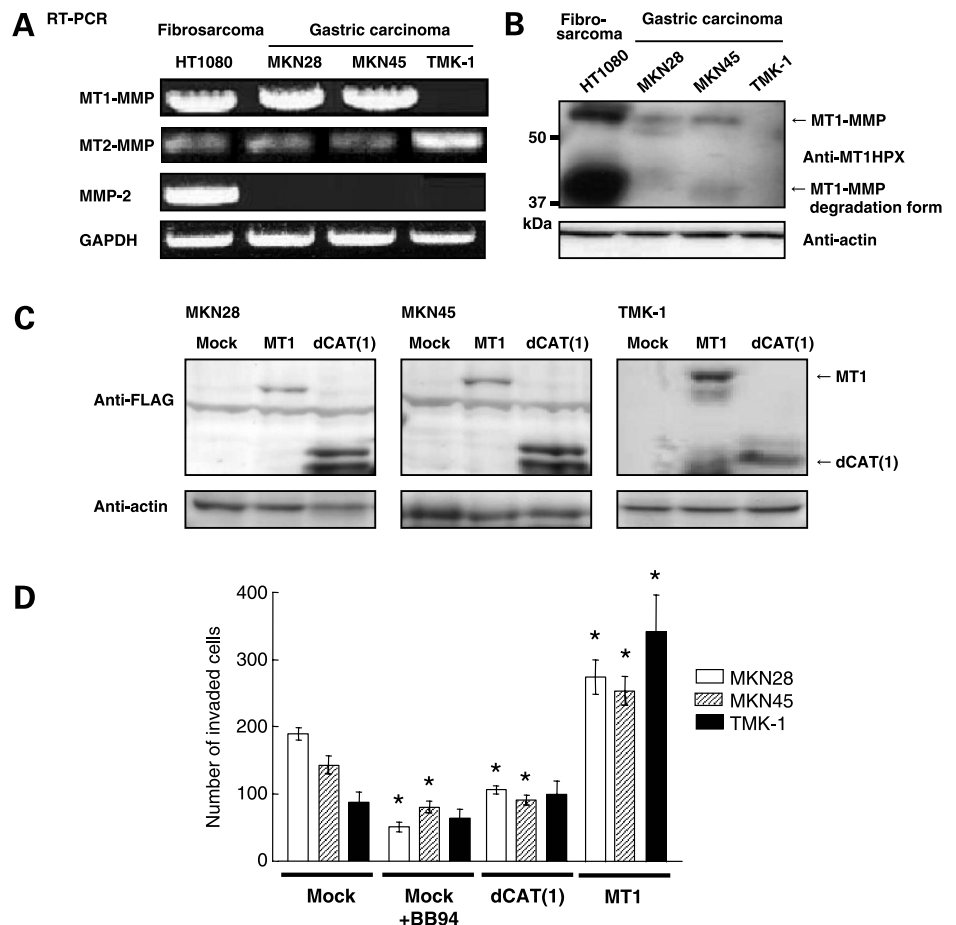 A RT-PCR
Fibrosarcoma Gastric carcinoma
HT1080 MKN28 MKN45 TMK-1
MT1-MMP
MT2-MMP
MMP-2
GAPDH
B Fibro-
sarcoma
Gastric carcinoma
HT1080 MKN28 MKN45 TMK-1
50
37
kDa
← MT1-MMP
Anti-MT1HPX
← MT1-MMP
degradation form
Anti-actin
C
MKN28 MKN45 TMK-1
Mock MT1 dCAT(1) Mock MT1 dCAT(1) Mock MT1 dCAT(1)
Anti-FLAG
← MT1
← dCAT(1)
Anti-actin
D
Number of invaded cells
400
300
200
100
0
* * * * * * *
MKN28
MKN45
TMK-1
Mock Mock
+BB94 dCAT(1) MT1